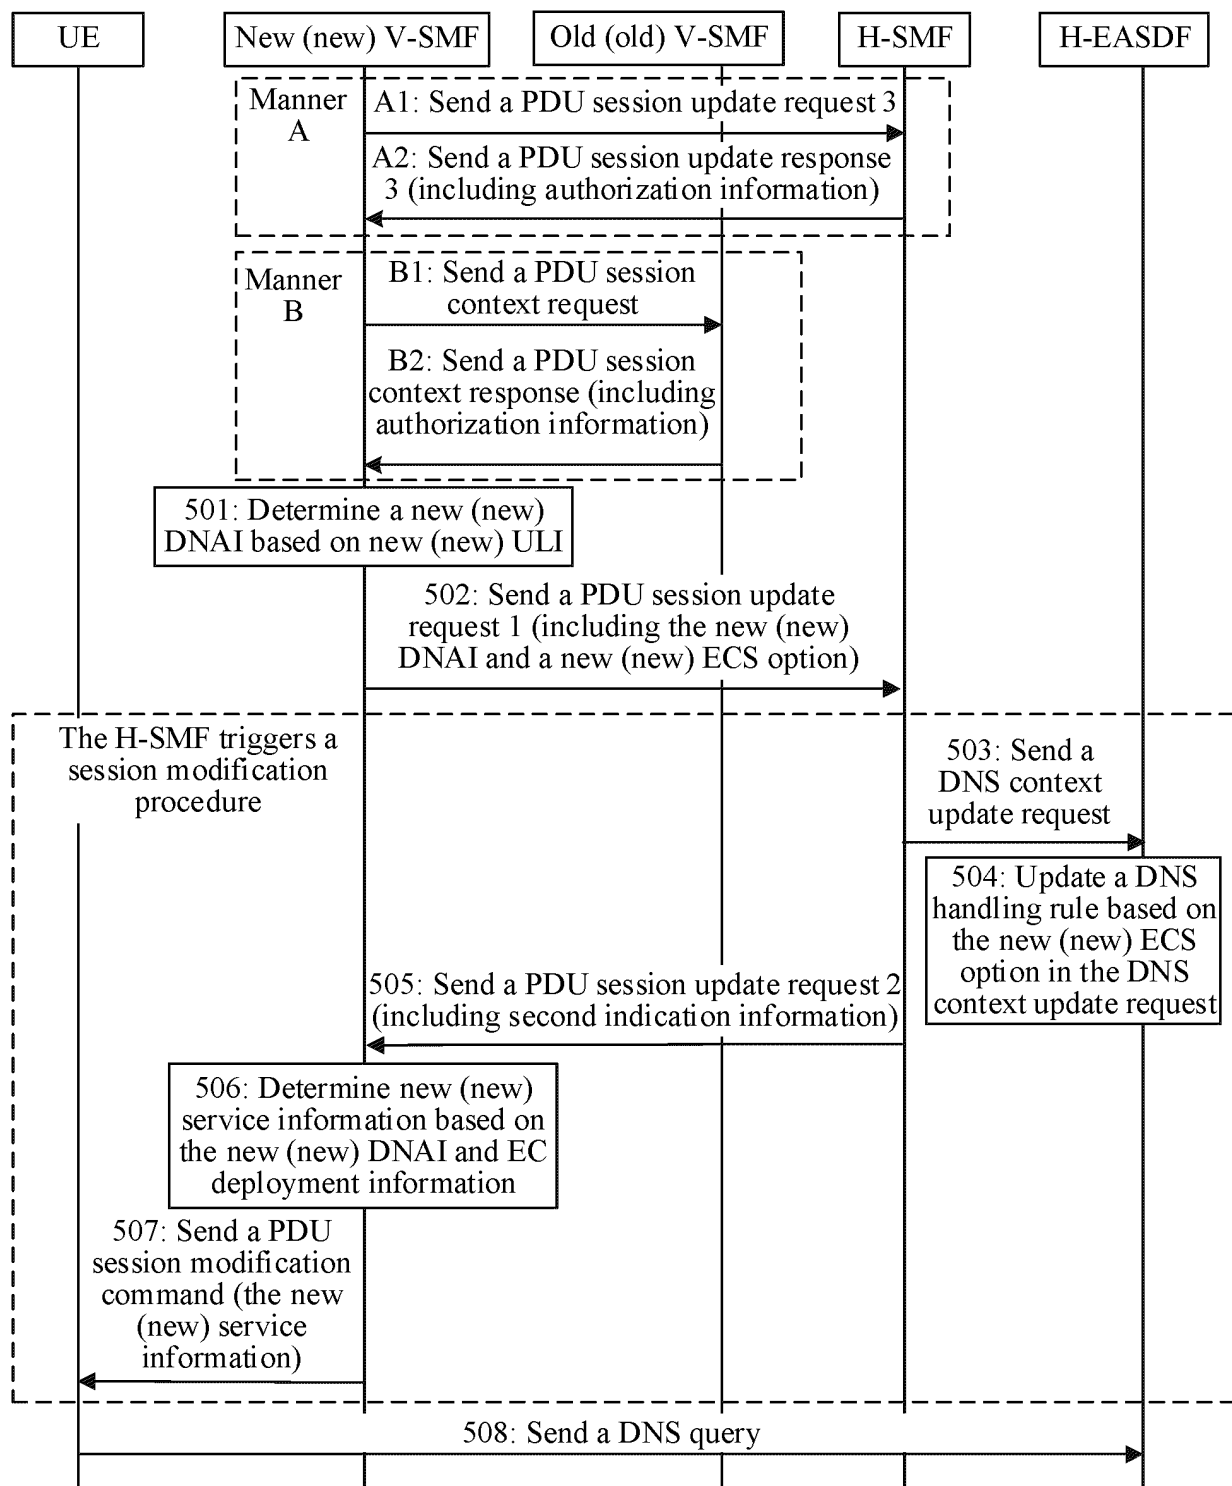 UE
New (new) V-SMF
Old (old) V-SMF
H-SMF
H-EASDF
Manner
A
A1: Send a PDU session update request 3
A2: Send a PDU session update response
3 (including authorization information)
Manner
B
B1: Send a PDU session
context request
B2: Send a PDU session
context response (including
authorization information)
501: Determine a new (new)
DNAI based on new (new) ULI
502: Send a PDU session update
request 1 (including the new (new)
DNAI and a new (new) ECS option)
The H-SMF triggers a
session modification
procedure
503: Send a
DNS context
update request
504: Update a DNS
handling rule based on
the new (new) ECS
option in the DNS
context update request
505: Send a PDU session update request 2
(including second indication information)
506: Determine new (new)
service information based on
the new (new) DNAI and EC
deployment information
507: Send a PDU
session modification
command (the new
(new) service
information)
508: Send a DNS query